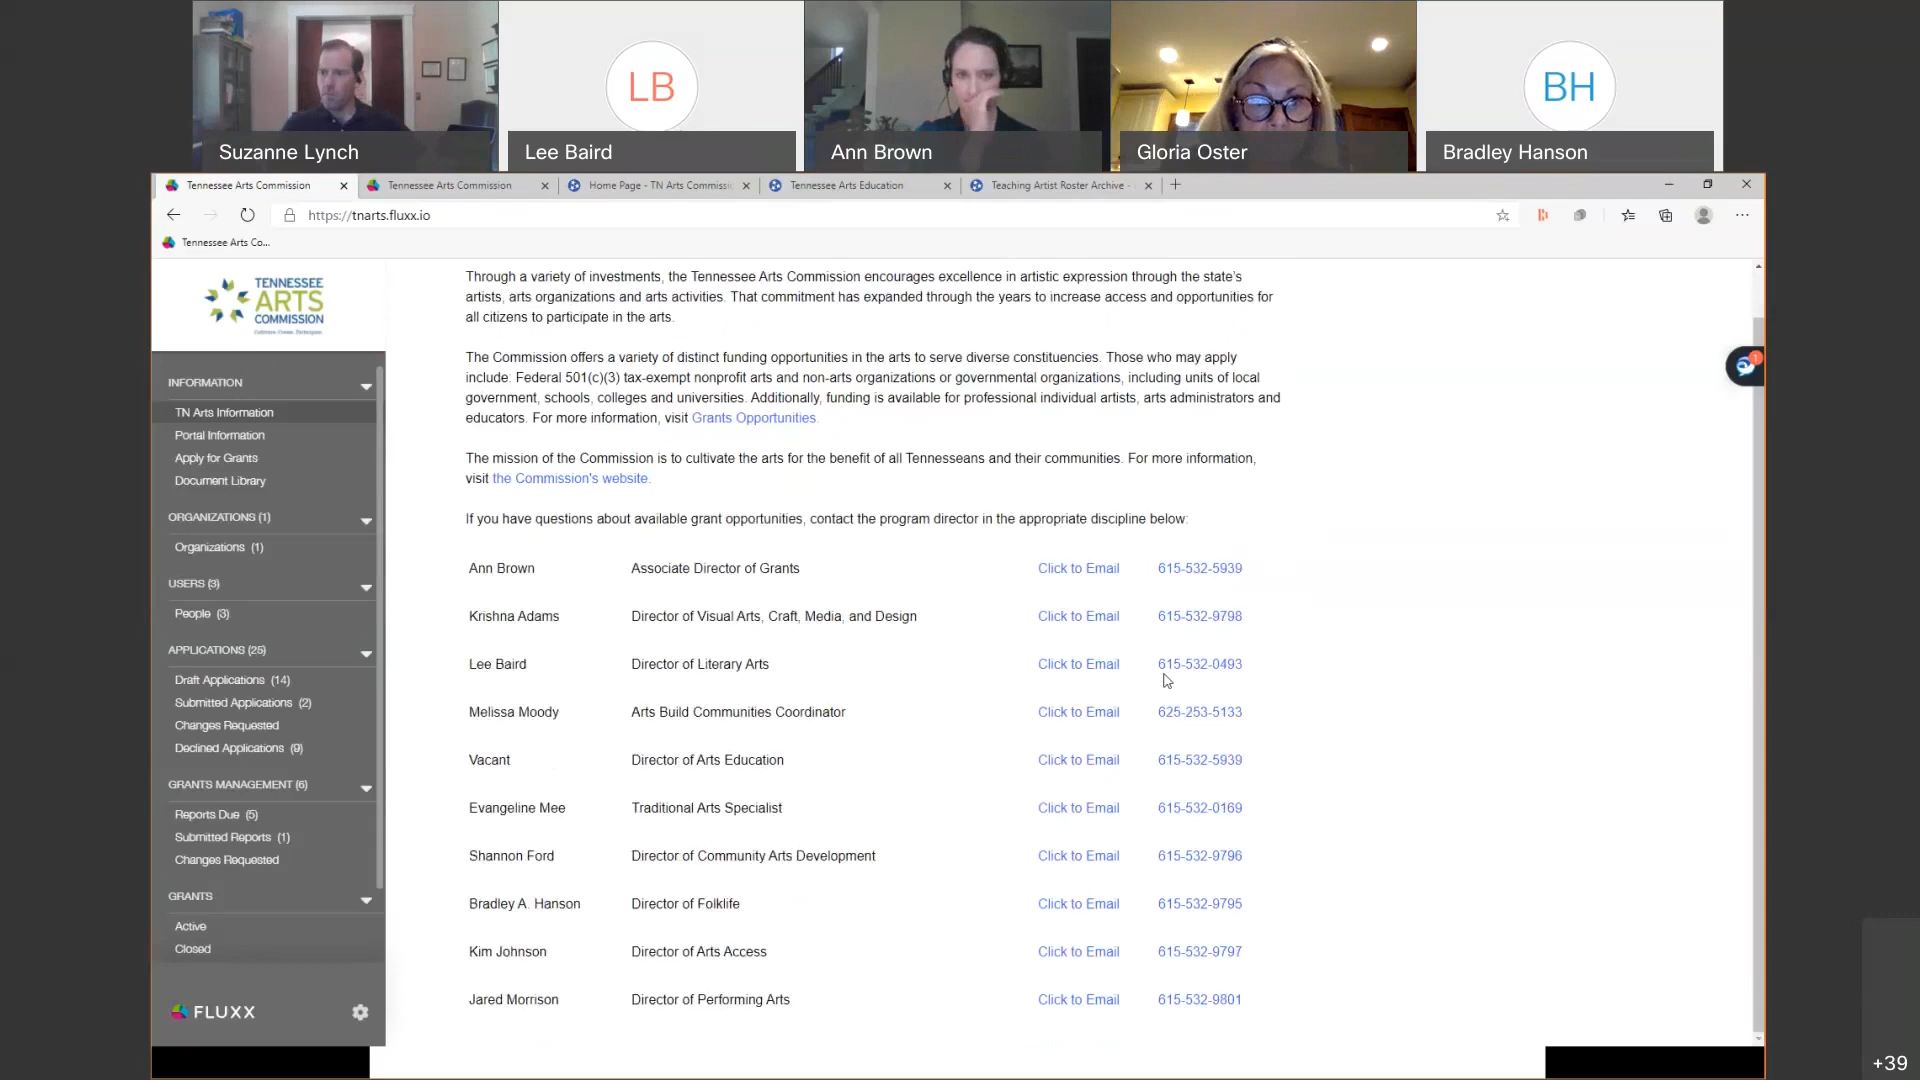 LB
BH
Suzanne Lynch
Lee Baird
Ann Brown
Gloria Oster
Bradley Hanson
Tennessee Arts Commission
Tennessee Arts Commission
Home Page - TN Arts Commissi
Tennessee Arts Education
Teaching Artist Roster Archive -
https://tnarts.fluxx.io
Tennessee Arts Co...
TENNESSEE
ARTS
COMMISSION
INFORMATION
TN Arts Information
Portal Information
Apply for Grants
Document Library
ORGANIZATIONS (1)
Organizations (1)
USERS (3)
People (3)
APPLICATIONS (25)
Draft Applications (14)
Submitted Applications (2)
Changes Requested
Declined Applications (9)
GRANTS MANAGEMENT (6)
Reports Due (5)
Submitted Reports (1)
Changes Requested
GRANTS
Active
Closed
FLUXX
Through a variety of investments, the Tennessee Arts Commission encourages excellence in artistic expression through the state's
artists, arts organizations and arts activities. That commitment has expanded through the years to increase access and opportunities for
all citizens to participate in the arts.
The Commission offers a variety of distinct funding opportunities in the arts to serve diverse constituencies. Those who may apply
include: Federal 501(c)(3) tax-exempt nonprofit arts and non-arts organizations or governmental organizations, including units of local
government, schools, colleges and universities. Additionally, funding is available for professional individual artists, arts administrators and
educators. For more information, visit Grants Opportunities.
The mission of the Commission is to cultivate the arts for the benefit of all Tennesseans and their communities. For more information,
visit the Commission's website.
If you have questions about available grant opportunities, contact the program director in the appropriate discipline below:
Ann Brown Associate Director of Grants Click to Email 615-532-5939
Krishna Adams Director of Visual Arts, Craft, Media, and Design Click to Email 615-532-9798
Lee Baird Director of Literary Arts Click to Email 615-532-0493
Melissa Moody Arts Build Communities Coordinator Click to Email 625-253-5133
Vacant Director of Arts Education Click to Email 615-532-5939
Evangeline Mee Traditional Arts Specialist Click to Email 615-532-0169
Shannon Ford Director of Community Arts Development Click to Email 615-532-9796
Bradley A. Hanson Director of Folklife Click to Email 615-532-9795
Kim Johnson Director of Arts Access Click to Email 615-532-9797
Jared Morrison Director of Performing Arts Click to Email 615-532-9801
1
+39